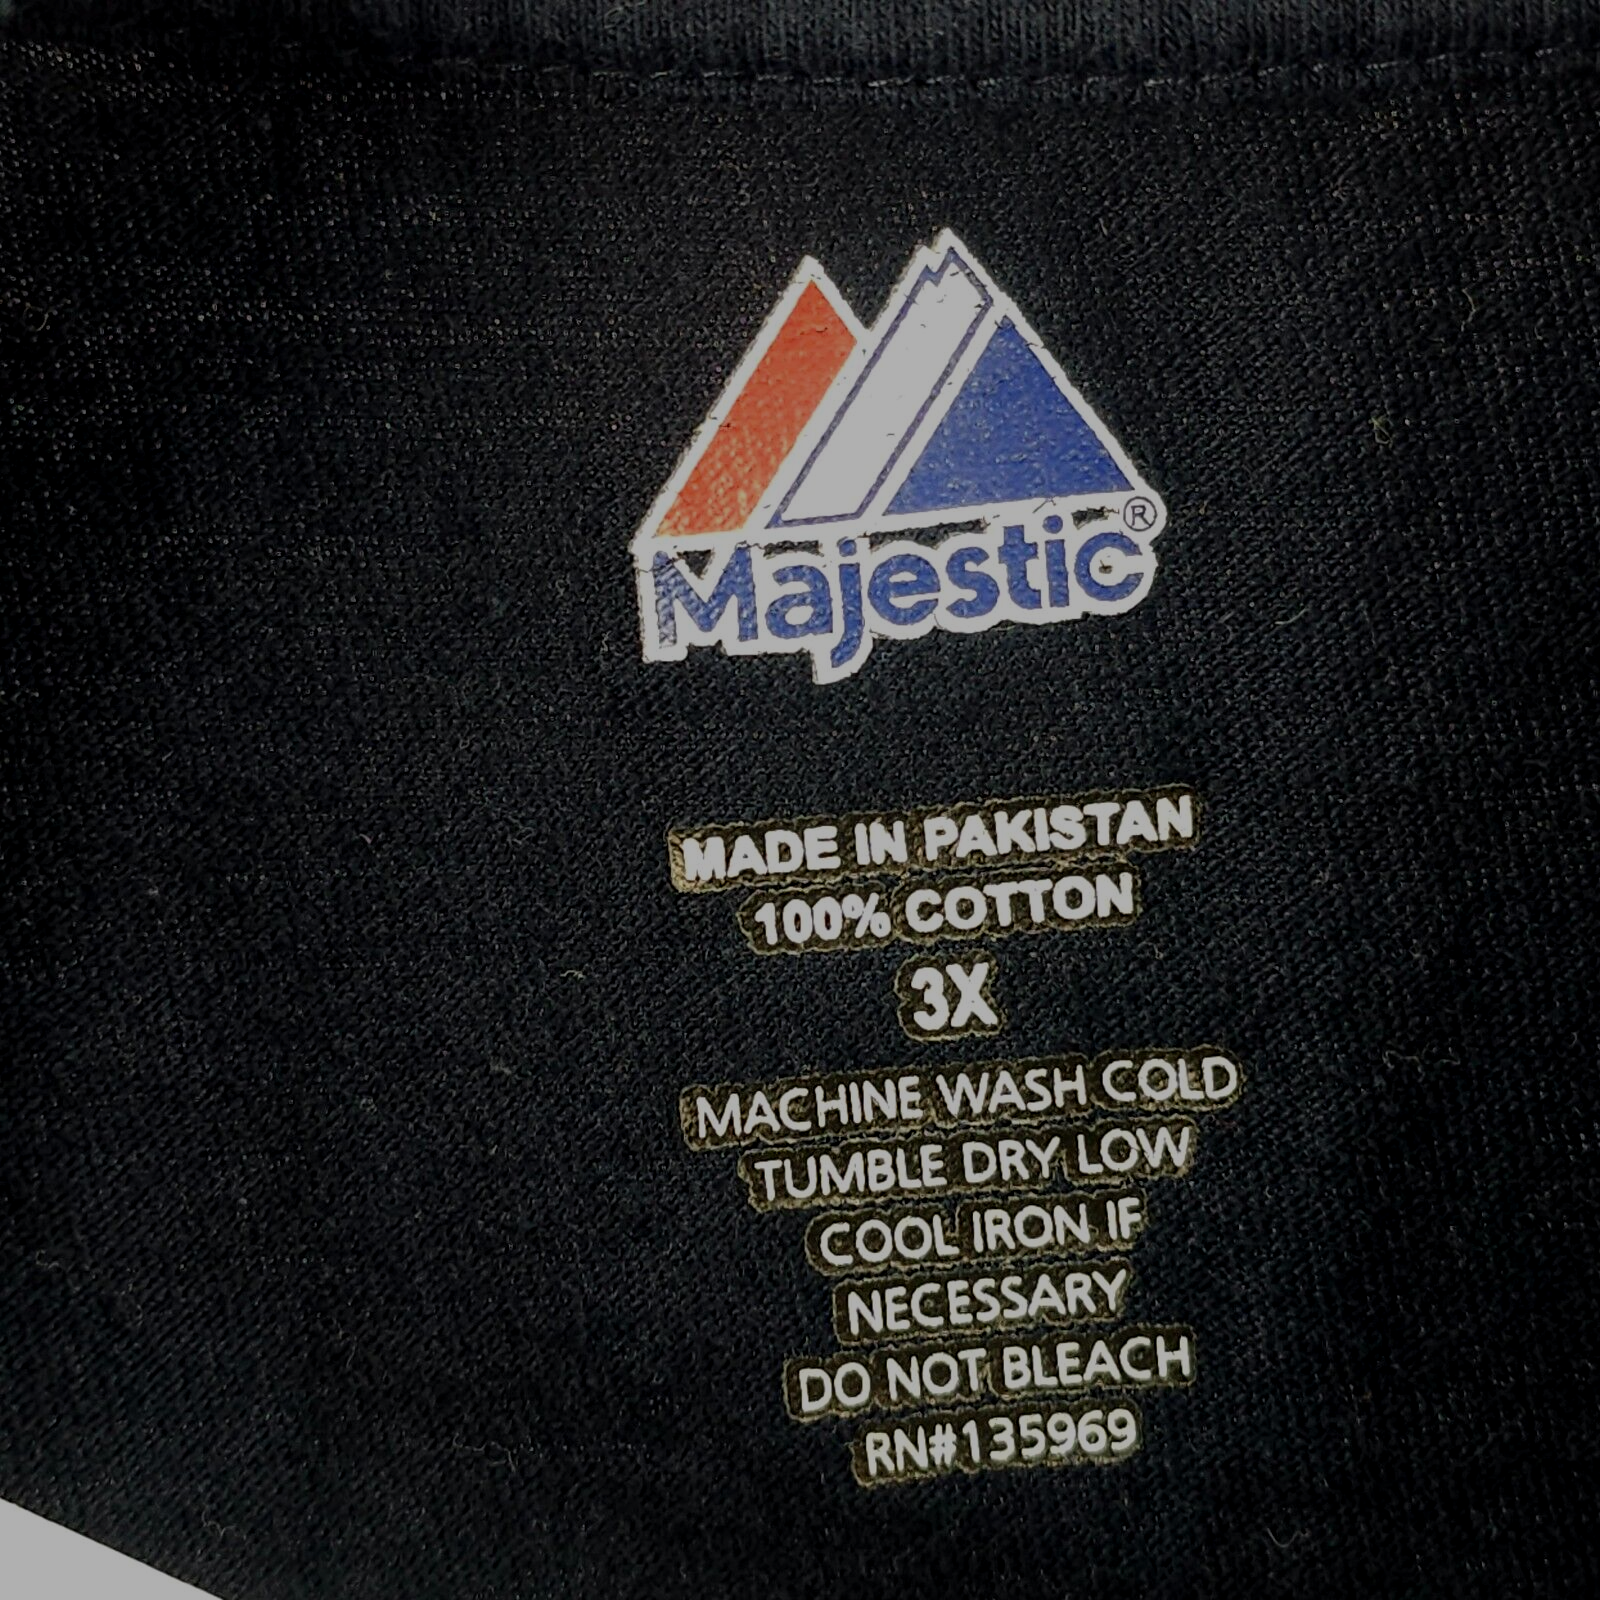 Majestic®
MADE IN PAKISTAN
100% COTTON
3X
MACHINE WASH COLD
TUMBLE DRY LOW
COOL IRON IF
NECESSARY
DO NOT BLEACH
RN#135969